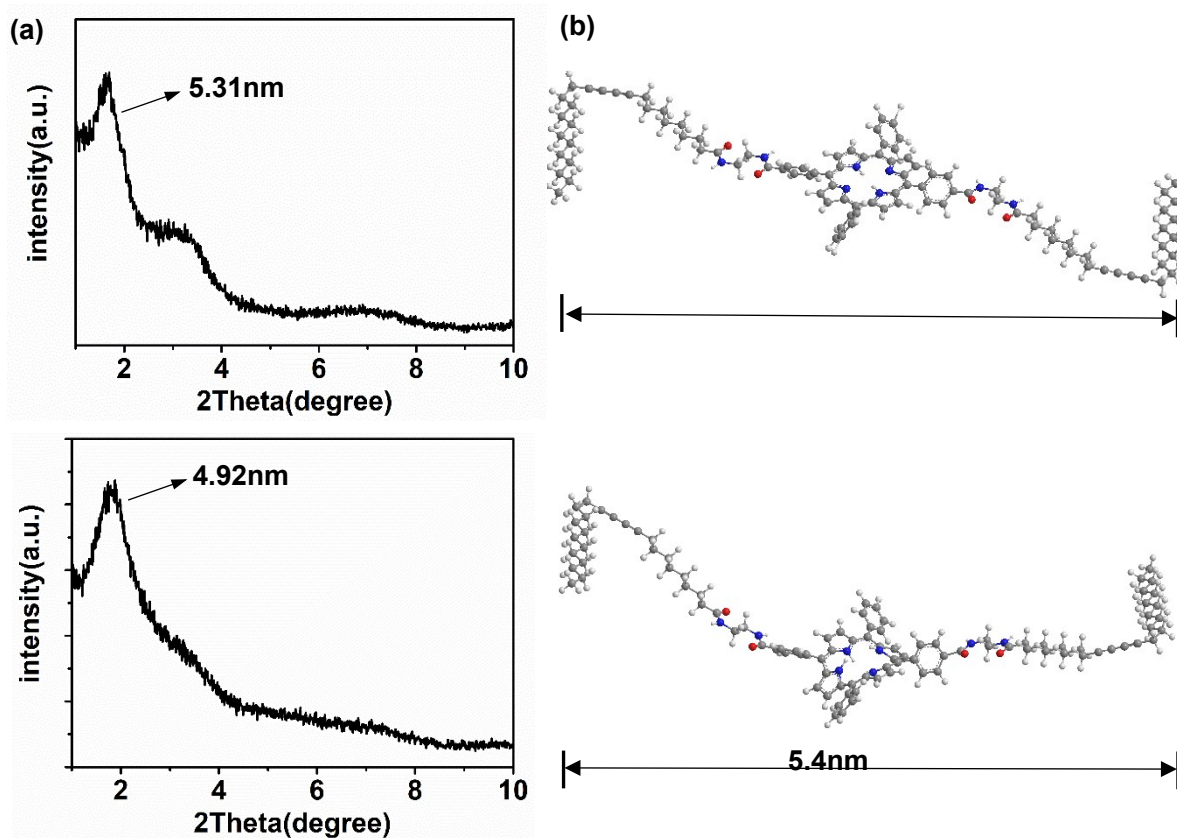 (a)
5.31nm
intensity(a.u.)
2 4 6 8 10
2Theta(degree)
(b)
4.92nm
intensity(a.u.)
2 4 6 8 10
2Theta(degree)
5.4nm